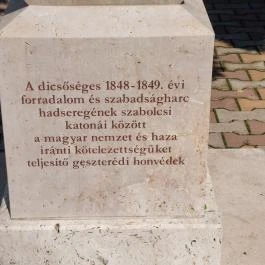 A dicsőséges 1848-1849. évi
forradalom és szabadságharc
hadseregének szabolcsi
katonái között
a magyar nemzet és haza
iránti kötelezettségüket
teljesítő geszterédi honvédek